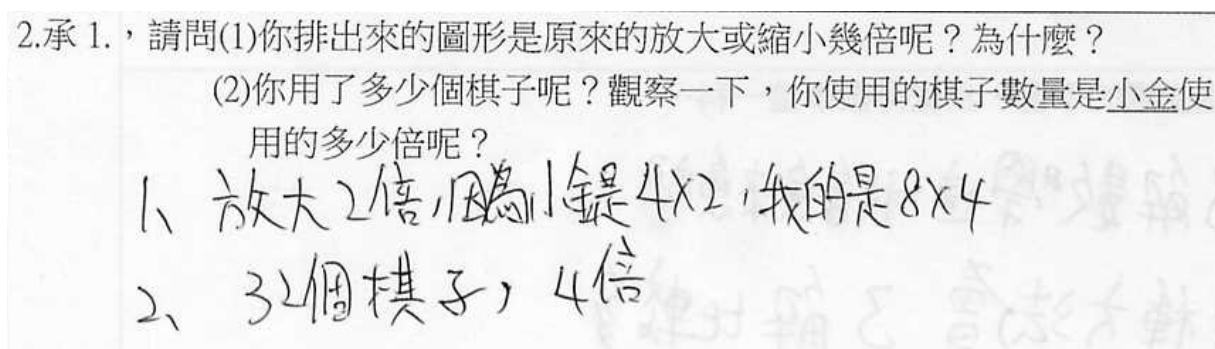 2.承 1.,請問(1)你排出來的圖形是原來的放大或縮小幾倍呢?為什麼?
(2)你用了多少個棋子呢?觀察一下,你使用的棋子數量是小金使
用的多少倍呢?
1、放大2倍,因為小金是4×2,我的是8×4
2、32個棋子,4倍